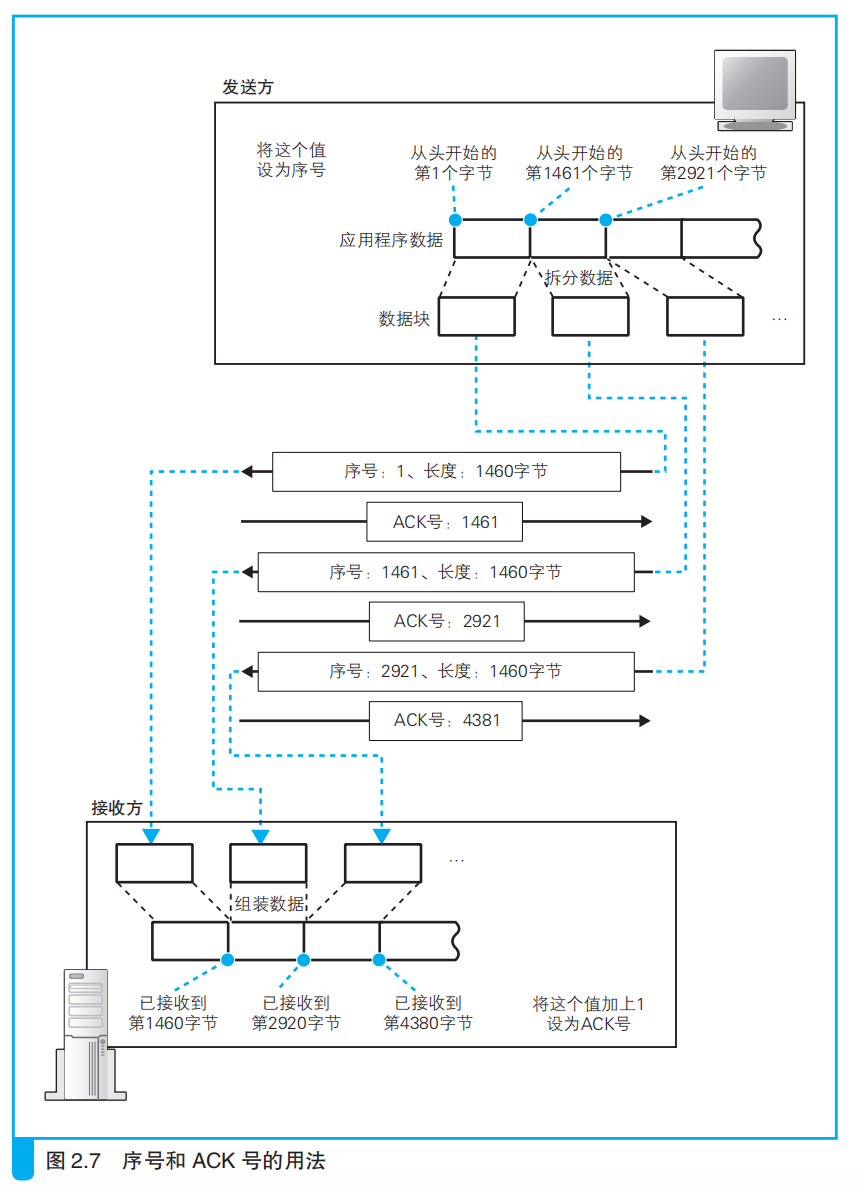 发送方
将这个值
设为序号
从头开始的
第1个字节
从头开始的
第1461个字节
从头开始的
第2921个字节
应用程序数据
拆分数据
数据块
…
序号：1、长度：1460字节
ACK号：1461
序号：1461、长度：1460字节
ACK号：2921
序号：2921、长度：1460字节
ACK号：4381
接收方
…
组装数据
已接收到
第1460字节
已接收到
第2920字节
已接收到
第4380字节
将这个值加上1
设为ACK号
图 2.7 序号和 ACK 号的用法